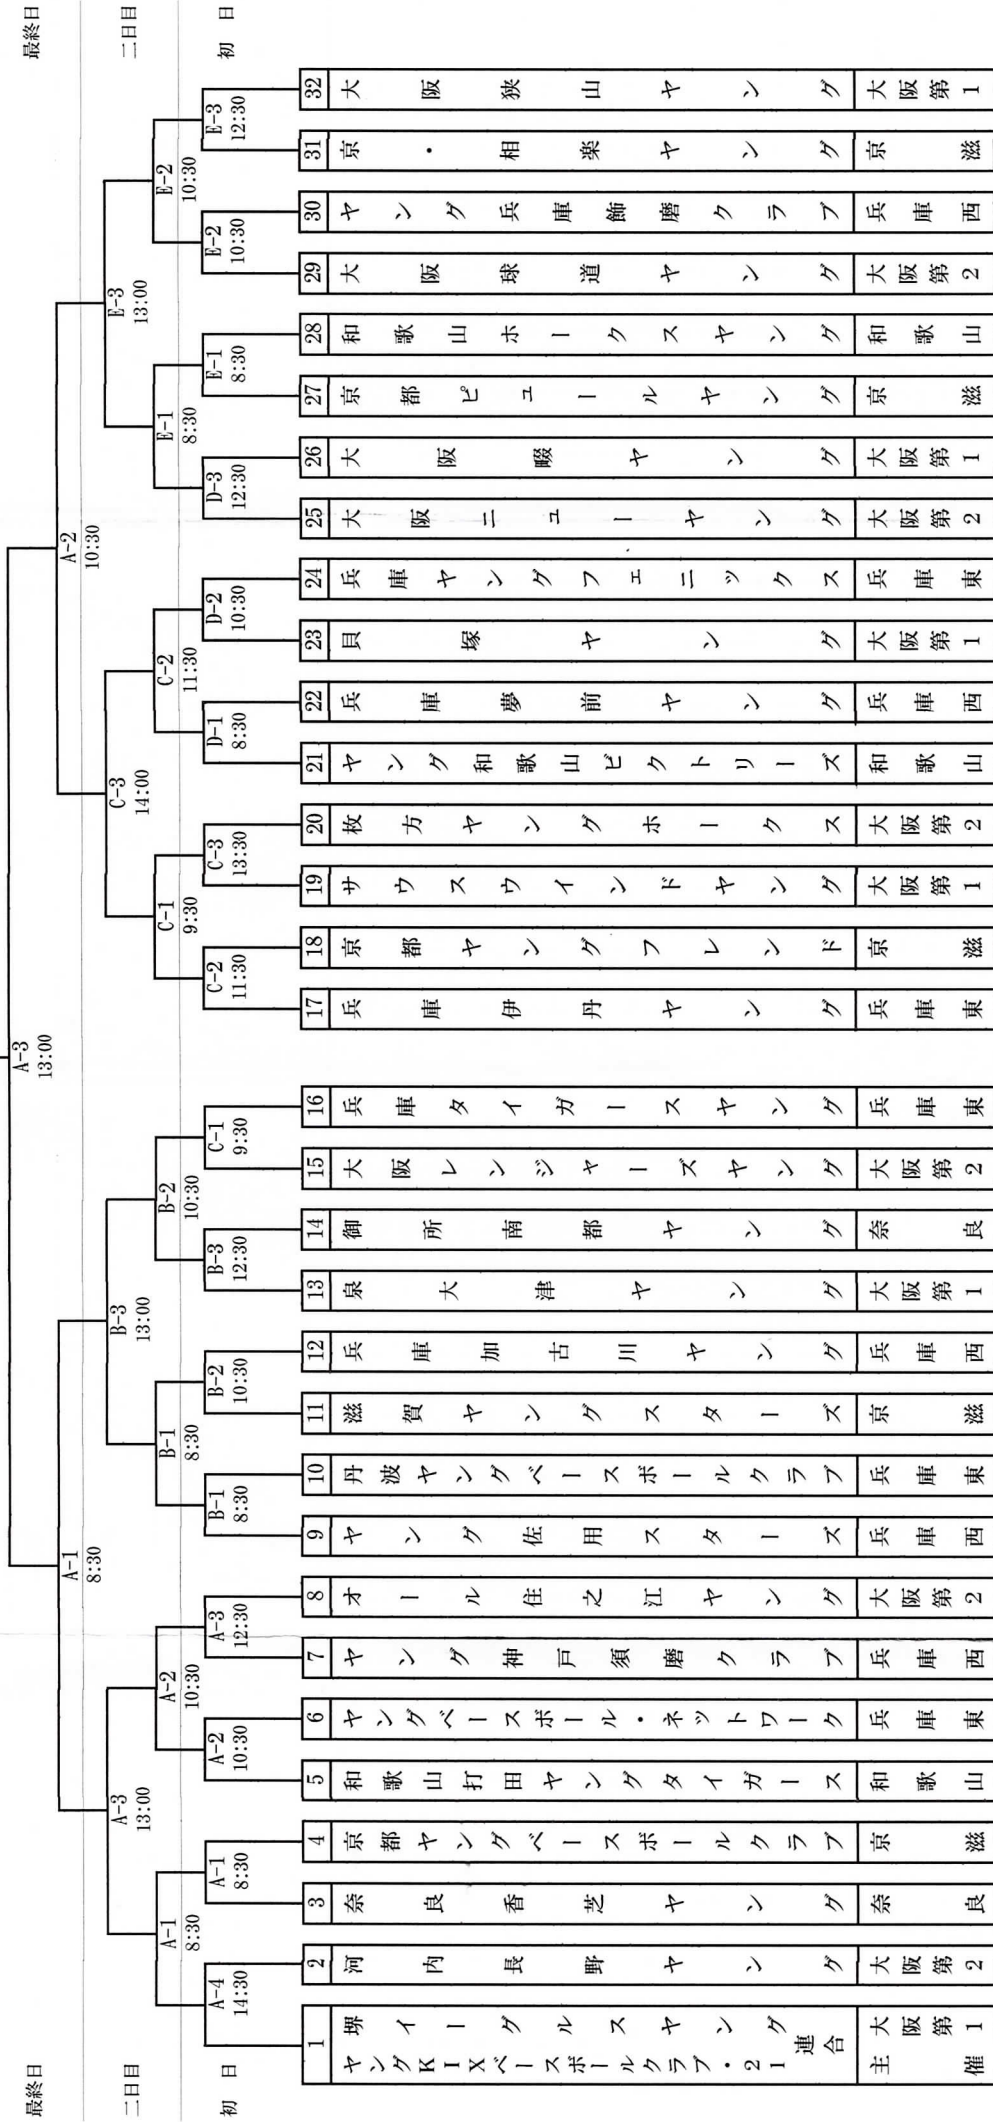 最終日
二日目
初 日
A-3 13:00
A-1 8:30
A-2 10:30
A-3 13:00
B-3 13:00
C-3 14:00
E-3 13:00
A-1 8:30
A-2 10:30
B-1 8:30
B-2 10:30
C-1 9:30
C-2 11:30
E-1 8:30
E-2 10:30
A-4 14:30
A-1 8:30
A-2 10:30
A-3 12:30
B-1 8:30
B-2 10:30
B-3 12:30
C-1 9:30
C-2 11:30
C-3 13:30
D-1 8:30
D-2 10:30
D-3 12:30
E-1 8:30
E-2 10:30
E-3 12:30
最終日
二日目
初 日
1 堺イーグルスヤング ヤングKIXベースボールクラブ・21 連合 大阪第1 主催
2 河内長野ヤング 大阪第2
3 奈良香芝ヤング 奈良
4 京都ヤングベースボールクラブ 京滋
5 和歌山打田ヤングタイガース 和歌山
6 ヤングベースボール・ネットワーク 兵庫東
7 ヤング神戸須磨クラブ 兵庫西
8 オール住之江ヤング 大阪第2
9 ヤング佐用スターズ 兵庫西
10 丹波ヤングベースボールクラブ 兵庫東
11 滋賀ヤングスターズ 京滋
12 兵庫加古川ヤング 兵庫西
13 泉大津ヤング 大阪第1
14 御所南都ヤング 奈良
15 大阪レンジャーズヤング 大阪第2
16 兵庫タイガースヤング 兵庫東
17 兵庫伊丹ヤング 兵庫東
18 京都ヤングフレンド 京滋
19 サウスウインドヤング 大阪第1
20 枚方ヤングホークス 大阪第2
21 ヤング和歌山ビクトリーズ 和歌山
22 兵庫夢前ヤング 兵庫西
23 貝塚ヤング 大阪第1
24 兵庫ヤングフェニックス 兵庫東
25 大阪ニューヤング 大阪第2
26 大阪畷ヤング 大阪第1
27 京都ピュールヤング 京滋
28 和歌山ホークスヤング 和歌山
29 大阪球道ヤング 大阪第2
30 ヤング兵庫飾磨クラブ 兵庫西
31 京・相楽ヤング 京滋
32 大阪狭山ヤング 大阪第1